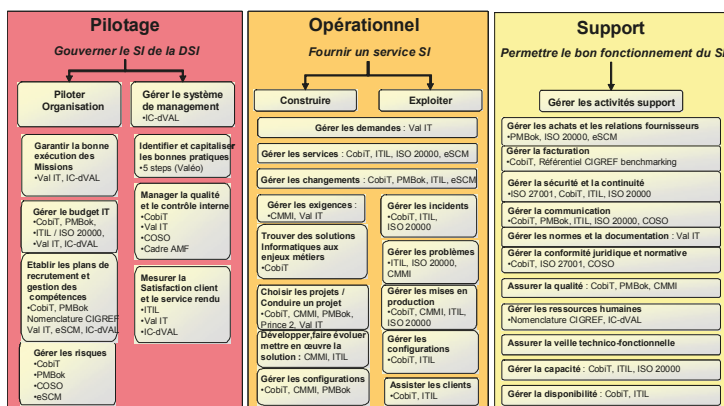 Pilotage
Gouverner le SI de la DSI
Piloter
Organisation
Garantir la bonne
exécution des
Missions
•Val IT, IC-dVAL
Gérer le budget IT
•CobiT, PMBok,
•ITIL / ISO 20000,
•Val IT, IC-dVAL
Etablir les plans de
recrutement et
gestion des
compétences
•CobiT, PMBok
Nomenclature CIGREF
Val IT, eSCM, IC-dVAL
Gérer les risques
•CobiT
•PMBok
•COSO
•eSCM
Gérer le système
de management
•IC-dVAL
Identifier et capitaliser
les bonnes pratiques
•5 steps (Valéo)
Manager la qualité
et le contrôle interne
•CobiT
•Val IT
•COSO
•Cadre AMF
Mesurer la
Satisfaction client
et le service rendu
•ITIL
•Val IT
•IC-dVAL
Opérationnel
Fournir un service SI
Construire
Exploiter
Gérer les demandes : Val IT
Gérer les services : CobiT, ITIL, ISO 20000, eSCM
Gérer les changements : CobiT, PMBok, ITIL, eSCM
Gérer les exigences :
•CMMI, Val IT
Trouver des solutions
Informatiques aux
enjeux métiers
•CobiT
Choisir les projets /
Conduire un projet
•CobiT, CMMI, PMBok,
Prince 2, Val IT
Développer,faire évoluer
mettre en œuvre la
solution : CMMI, ITIL
Gérer les configurations
•CobiT, CMMI, PMBok
Gérer les incidents
•CobiT, ITIL,
ISO 20000
Gérer les problèmes
•ITIL, ISO 20000,
CMMI
Gérer les mises en
production
•CobiT, CMMI, ITIL,
ISO 20000
Gérer les
configurations
•CobiT, ITIL
Assister les clients
•CobiT, ITIL
Support
Permettre le bon fonctionnement du SI
Gérer les activités support
Gérer les achats et les relations fournisseurs
•PMBok, ISO 20000, eSCM
Gérer la facturation
•CobiT, Référentiel CIGREF benchmarking
Gérer la sécurité et la continuité
•ISO 27001, CobiT, ITIL, ISO 20000
Gérer la communication
•CobiT, PMBok, ITIL, ISO 20000, COSO
Gérer les normes et la documentation : Val IT
Gérer la conformité juridique et normative
•CobiT, ISO 27001, COSO
Assurer la qualité : CobiT, PMBok, CMMI
Gérer les ressources humaines
•Nomenclature CIGREF, IC-dVAL
Assurer la veille technico-fonctionnelle
Gérer la capacité : CobiT, ITIL, ISO 20000
Gérer la disponibilité : CobiT, ITIL